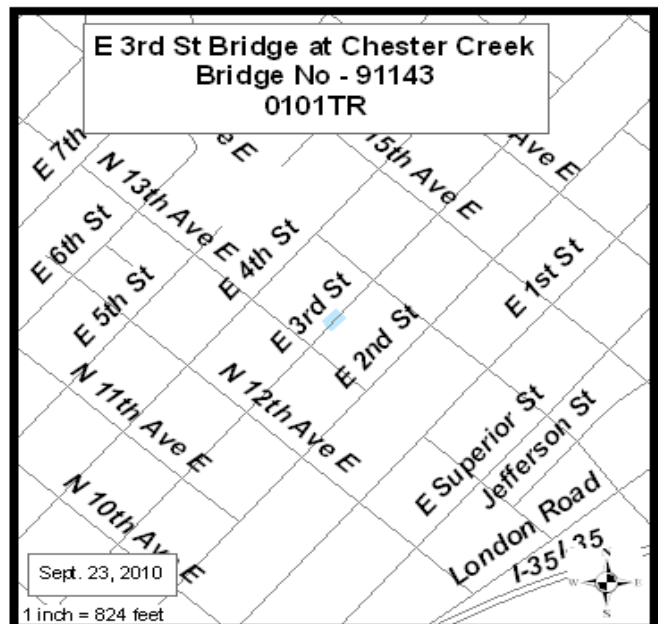 E 3rd St Bridge at Chester Creek
Bridge No - 91143
0101TR
E 7th
Ave E
N 13th Ave E
15th Ave E
E 6th St
E 4th St
E 5th St
E 3rd St
E 1st St
E 2nd St
N 11th Ave E
N 12th Ave E
E Superior St
Jefferson St
N 10th Ave E
London Road
I-35
I-35
N
W
E
S
Sept. 23, 2010
1 inch = 824 feet